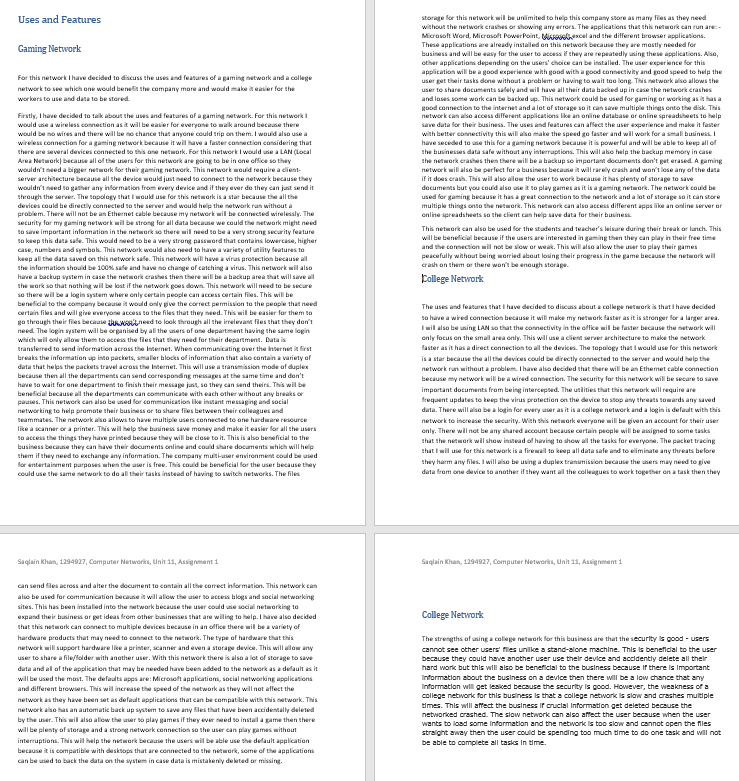 Uses and Features
Gaming Network
For this network I have decided to discuss the uses and features of a gaming network and a college
network to see which one would benefit the company more and would make it easier for the
workers to use and data to be stored.
Firstly, I have decided to talk about the uses and features of a gaming network. For this network I
would use a wireless connection as it will be easier for everyone to walk around because there
would be no wires and there will be no chance that anyone could trip on them. I would also use a
wireless connection for a gaming network because it will have a faster connection considering that
there are several devices connected to this one network. For this network I would use a LAN (Local
Area Network) because all of the users for this network are going to be in one office so they
wouldn't need a bigger network for their gaming network. This network would require a client-
server architecture because all the device would just need to connect to the network because they
wouldn't need to gather any information from every device and if they ever do they can just send it
through the server. The topology that I would use for this network is a star because the all the
devices could be directly connected to the server and would help the network run without a
problem. There will not be an Ethernet cable because my network will be connected wirelessly. The
security for my gaming network will be strong for all data because we could the network might need
to save important information in the network so there will need to be a very strong security feature
to keep this data safe. This would need to be a very strong password that contains lowercase, higher
case, numbers and symbols. This network would also need to have a variety of utility features to
keep all the data saved on this network safe. This network will have a virus protection because all
the information should be 100% safe and have no change of catching a virus. This network will also
have a backup system in case the network crashes then there will be a backup area that will save all
the work so that nothing will be lost if the network goes down. This network will need to be secure
so there will be a login system where only certain people can access certain files. This will be
beneficial to the company because it would only give the correct permission to the people that need
certain files and will give everyone access to the files that they need. This will be easier for them to
go through their files because they won't need to look through all the irrelevant files that they don't
need. The login system will be organised by all the users of one department having the same login
which will only allow them to access the files that they need for their department. Data is
transferred to send information across the Internet. When communicating over the Internet it first
breaks the information up into packets, smaller blocks of information that also contain a variety of
data that helps the packets travel across the Internet. This will use a transmission mode of duplex
because then all the departments can send corresponding messages at the same time and don't
have to wait for one department to finish their message just, so they can send theirs. This will be
beneficial because all the departments can communicate with each other without any breaks or
pauses. This network can also be used for communication like instant messaging and social
networking to help promote their business or to share files between their colleagues and
teammates. The network also allows to have multiple users connected to one hardware resource
like a scanner or a printer. This will help the business save money and make it easier for all the users
to access the things they have printed because they will be close to it. This is also beneficial to the
business because they can have their online databases and online documents which will help
them if they need to exchange any information. The company multi-user environment could be used
for entertainment purposes when the user is free. This could be beneficial for the user because they
could use the same network to do all their tasks instead of having to switch networks. The files
storage for this network will be unlimited to help this company store as many files as they need
without the network crashes or showing any errors. The applications that this network can run are: -
Microsoft Word, Microsoft PowerPoint, Microsoft excel and the different browser applications.
These applications are already installed on this network because they are mostly needed for
business and will be easy for the user to access if they are repeatedly using these applications. Also,
other applications depending on the users' choice can be installed. The user experience for this
application will be a good experience with good a good connectivity and good speed to help the
user get their tasks done without a problem or having to wait too long. This network also allows the
user to share documents safely and will have all their data backed up in case the network crashes
and loses some work can be backed up. This network could be used for gaming or working as it has a
good connection to the internet and a lot of storage so it can save multiple things onto the disk. This
network can also access different applications like an online database or online spreadsheets to help
save data for their business. The uses and features can affect the user experience and make it faster
with better connectivity this will also make the speed go faster and will work for a small business. I
have seceded to use this for a gaming network because it is powerful and will be able to keep all of
the businesses data safe without any interruptions. This will also help the backup memory in case
the network crashes then there will be a backup so important documents don't get erased. A gaming
network will also be perfect for a business because it will rarely crash and won't lose any of the data
if it does crash. This will also allow the user to work because it has plenty of storage to save
documents but you could also use it to play games as it is a gaming network. The network could be
used for gaming because it has a great connection to the network and a lot of storage so it can store
multiple things onto the network. This network can also access different apps like an online server or
online spreadsheets so the client can help save data for their business.
This network can also be used for the students and teacher's leisure during their break or lunch. This
will be beneficial because if the users are interested in gaming then they can play in their free time
and the connection will not be slow or weak. This will also allow the user to play their games
peacefully without being worried about losing their progress in the game because the network will
crash on them or there won't be enough storage.
College Network
The uses and features that I have decided to discuss about a college network is that I have decided
to have a wired connection because it will make my network faster as it is stronger for a larger area.
I will also be using LAN so that the connectivity in the office will be faster because the network will
only focus on the small area only. This will use a client server architecture to make the network
faster as it has a direct connection to all the devices. The topology that I would use for this network
is a star because the all the devices could be directly connected to the server and would help the
network run without a problem. I have also decided that there will be an Ethernet cable connection
because my network will be a wired connection. The security for this network will be secure to save
important documents from being intercepted. The utilities that this network will require are
frequent updates to keep the virus protection on the device to stop any threats towards any saved
data. There will also be a login for every user as it is a college network and a login is default with this
network to increase the security. With this network everyone will be given an account for their user
only. There will not be any shared account because certain people will be assigned to some tasks
that the network will show instead of having to show all the tasks for everyone. The packet tracing
that I will use for this network is a firewall to keep all data safe and to eliminate any threats before
they harm any files. I will also be using a duplex transmission because the users may need to give
data from one device to another if they want all the colleagues to work together on a task then they
Saqlain Khan, 1294927, Computer Networks, Unit 11, Assignment 1
can send files across and alter the document to contain all the correct information. This network can
also be used for communication because it will allow the user to access blogs and social networking
sites. This has been installed into the network because the user could use social networking to
expand their business or get ideas from other businesses that are willing to help. I have also decided
that this network can connect to multiple devices because in an office there will be a variety of
hardware products that may need to connect to the network. The type of hardware that this
network will support hardware like a printer, scanner and even a storage device. This will allow any
user to share a file/folder with another user. With this network there is also a lot of storage to save
data and all of the application that may be needed have been added to the network as a default as it
will be used the most. The defaults apps are: Microsoft applications, social networking applications
and different browsers. This will increase the speed of the network as they will not affect the
network as they have been set as default applications that can be compatible with this network. This
network also has an automatic back up system to save any files that have been accidentally deleted
by the user. This will also allow the user to play games if they ever need to install a game then there
will be plenty of storage and a strong network connection so the user can play games without
interruptions. This will help the network because the users will be able use the default application
because it is compatible with desktops that are connected to the network, some of the applications
can be used to back the data on the system in case data is mistakenly deleted or missing.
Saqlain Khan, 1294927, Computer Networks, Unit 11, Assignment 1
College Network
The strengths of using a college network for this business are that the security is good - users
cannot see other users' files unlike a stand-alone machine. This is beneficial to the user
because they could have another user use their device and accidently delete all their
hard work but this will also be beneficial to the business because if there is important
information about the business on a device then there will be a low chance that any
information will get leaked because the security is good. However, the weakness of a
college network for this business is that a college network is slow and crashes multiple
times. This will affect the business if crucial information get deleted because the
networked crashed. The slow network can also affect the user because when the user
wants to load some information and the network is too slow and cannot open the files
straight away then the user could be spending too much time to do one task and will not
be able to complete all tasks in time.